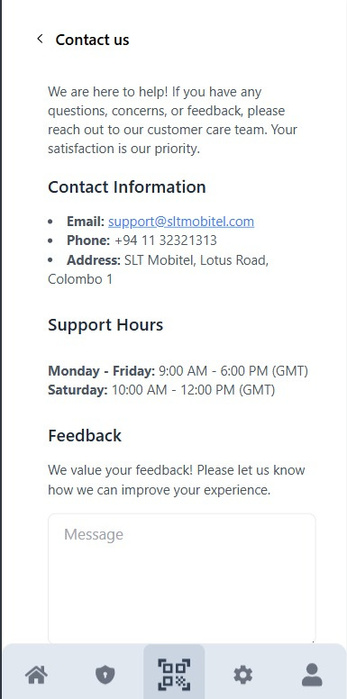 Contact us
We are here to help! If you have any
questions, concerns, or feedback, please
reach out to our customer care team. Your
satisfaction is our priority.
Contact Information
• Email: support@sltmobitel.com
• Phone: +94 11 32321313
• Address: SLT Mobitel, Lotus Road,
Colombo 1
Support Hours
Monday - Friday: 9:00 AM - 6:00 PM (GMT)
Saturday: 10:00 AM - 12:00 PM (GMT)
Feedback
We value your feedback! Please let us know
how we can improve your experience.
Message